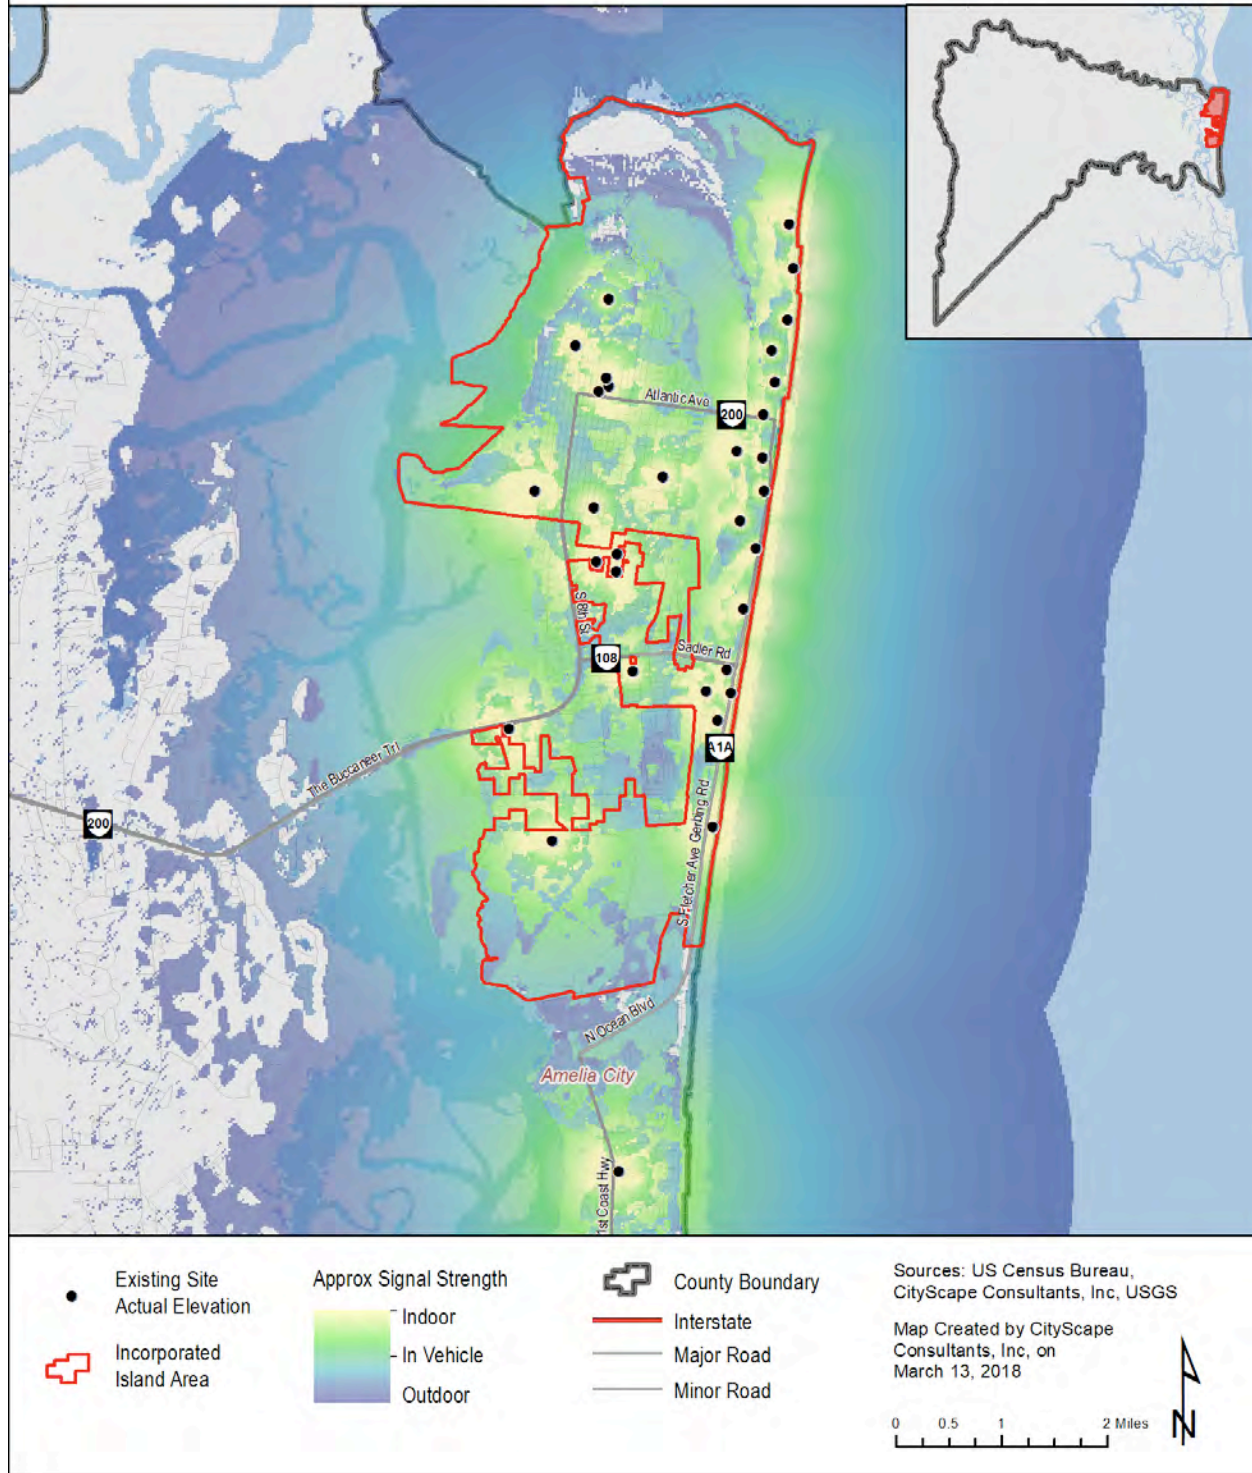 Atlantic Ave
200
S 8th St
Sadler Rd
108
A1A
The Buccaneer Trl
200
S Fletcher Ave Gerbing Rd
N Ocean Blvd
Amelia City
1st Coast Hwy
Existing Site
Actual Elevation
Incorporated
Island Area
Approx Signal Strength
Indoor
In Vehicle
Outdoor
County Boundary
Interstate
Major Road
Minor Road
Sources: US Census Bureau,
CityScape Consultants, Inc, USGS
Map Created by CityScape
Consultants, Inc, on
March 13, 2018
0 0.5 1 2 Miles
N